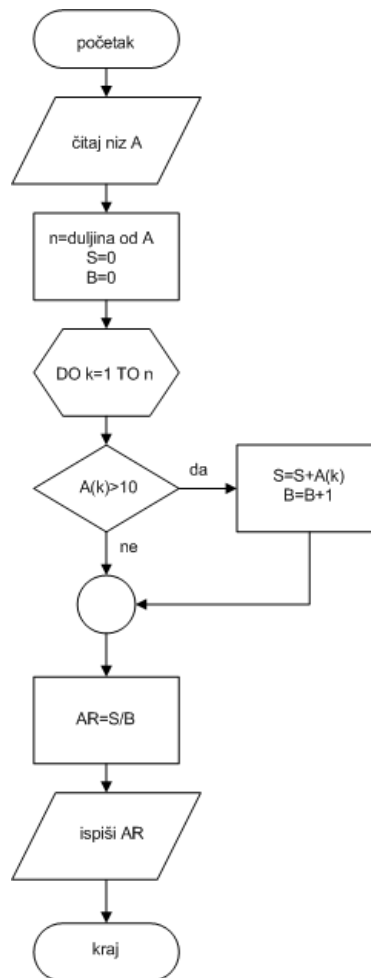 početak
čitaj niz A
n=duljina od A
S=0
B=0
DO k=1 TO n
A(k)>10
da
S=S+A(k)
B=B+1
ne
AR=S/B
ispiši AR
kraj